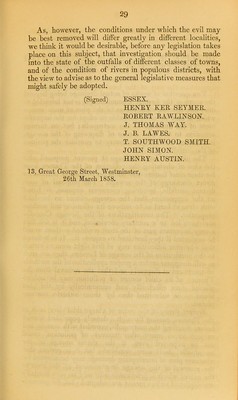 29
As, however, the conditions under which the evil may
be best removed will differ greatly in different localities,
we think it would be desirable, before any legislation takes
place on this subject, that investigation should be made
into the state of the outfalls of different classes of towns,
and of the condition of rivers in populous districts, with
the view to advise as to the general legislative measures that
might safely be adopted.
(Signed) ESSEX.
HENRY KER SEYMER.
ROBERT RAWLINSON.
J. THOMAS WAY.
J. B. LAWES.
T. SOUTHWOOD SMITH.
JOHN SIMON.
HENRY AUSTIN.
13, Great George Street, Westminster,
26th March 1858.